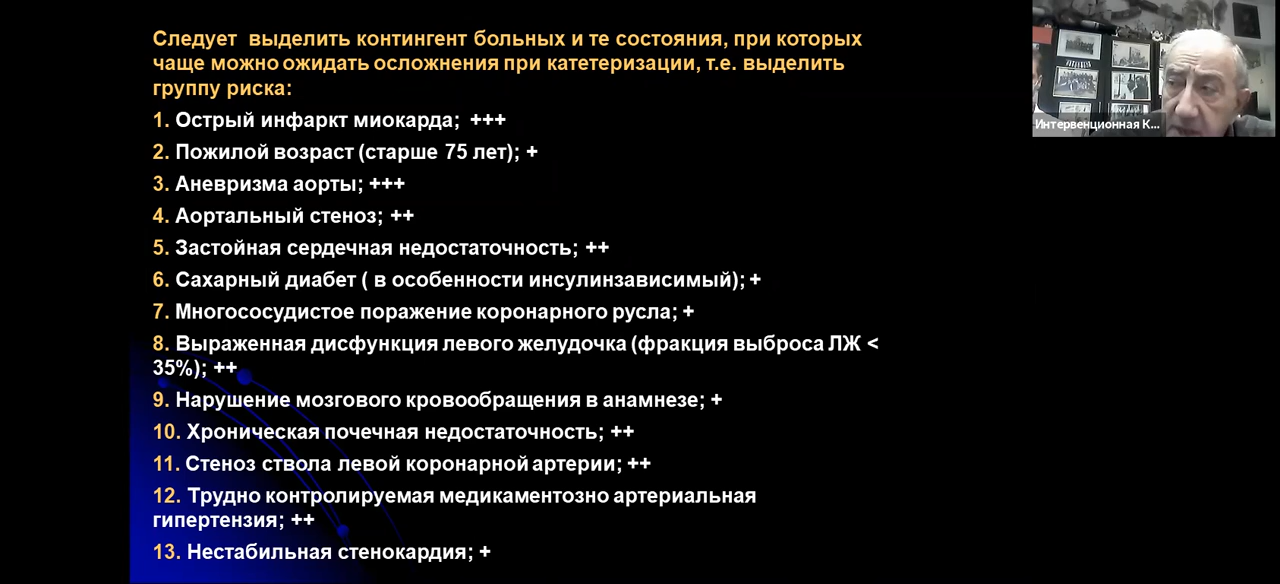 Следует выделить контингент больных и те состояния, при которых
чаще можно ожидать осложнения при катетеризации, т.е. выделить
группу риска:
1. Острый инфаркт миокарда; +++
2. Пожилой возраст (старше 75 лет); +
3. Аневризма аорты; +++
4. Аортальный стеноз; ++
5. Застойная сердечная недостаточность; ++
6. Сахарный диабет ( в особенности инсулинзависимый); +
7. Многососудистое поражение коронарного русла; +
8. Выраженная дисфункция левого желудочка (фракция выброса ЛЖ <
35%); ++
9. Нарушение мозгового кровообращения в анамнезе; +
10. Хроническая почечная недостаточность; ++
11. Стеноз ствола левой коронарной артерии; ++
12. Трудно контролируемая медикаментозно артериальная
гипертензия; ++
13. Нестабильная стенокардия; +
Интервенционная К...